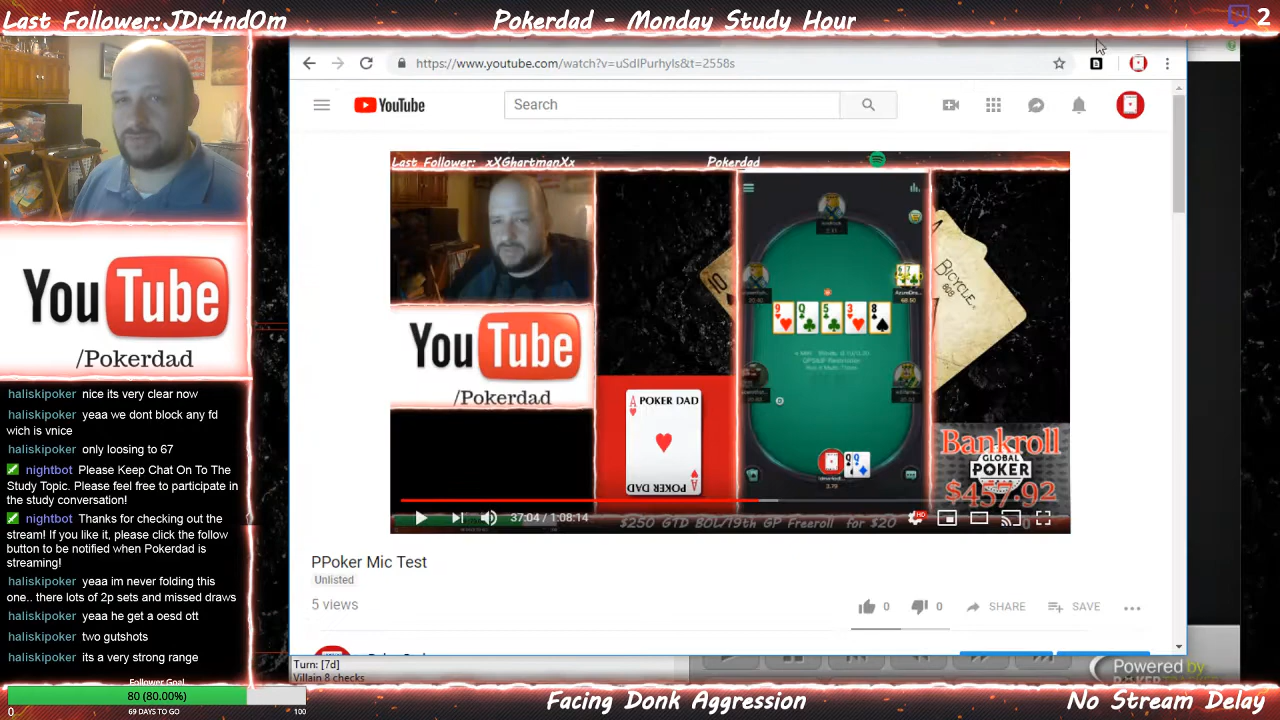 Last Follower: JDr4nd0m
Pokerdad - Monday Study Hour
2
https://www.youtube.com/watch?v=uSdIPurhyls&t=2558s
YouTube
Search
Last Follower: xXGhartmanXx
Pokerdad
YouTube
/Pokerdad
YouTube
/Pokerdad
A POKER DAD
POKER DAD A
BICYCLE
808
Bankroll
GLOBAL
POKER
$457.92
37:04 / 1:08:14
HD
$250 GTD BOW/19th GP Freeroll for $20
PPoker Mic Test
Unlisted
5 views
0
0
SHARE
SAVE
haliskipoker nice its very clear now
haliskipoker yeaa we dont block any fd
wich is vnice
haliskipoker only loosing to 67
nightbot Please Keep Chat On To The
Study Topic. Please feel free to participate in
the study conversation!
nightbot Thanks for checking out the
stream! If you like it, please click the follow
button to be notified when Pokerdad is
streaming!
haliskipoker yeaa im never folding this
one.. there lots of 2p sets and missed draws
haliskipoker yeaa he get a oesd ott
haliskipoker two gutshots
haliskipoker its a very strong range
Turn: [7d]
Villain 8 checks
Powered by
Follower Goal
80 (80.00%)
0
69 DAYS TO GO
100
Facing Donk Aggression
No Stream Delay